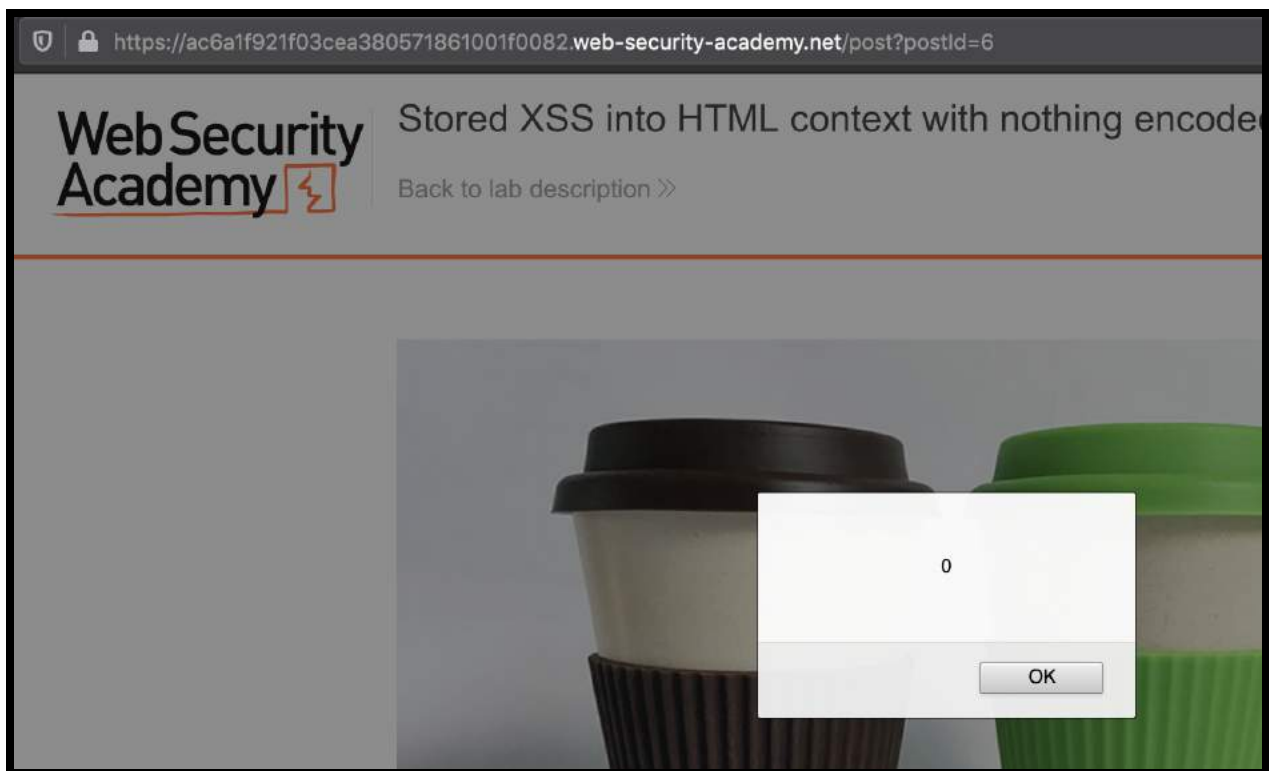 https://ac6a1f921f03cea380571861001f0082.web-security-academy.net/post?postId=6
Web Security
Academy
Stored XSS into HTML context with nothing encoded
Back to lab description >>
0
OK